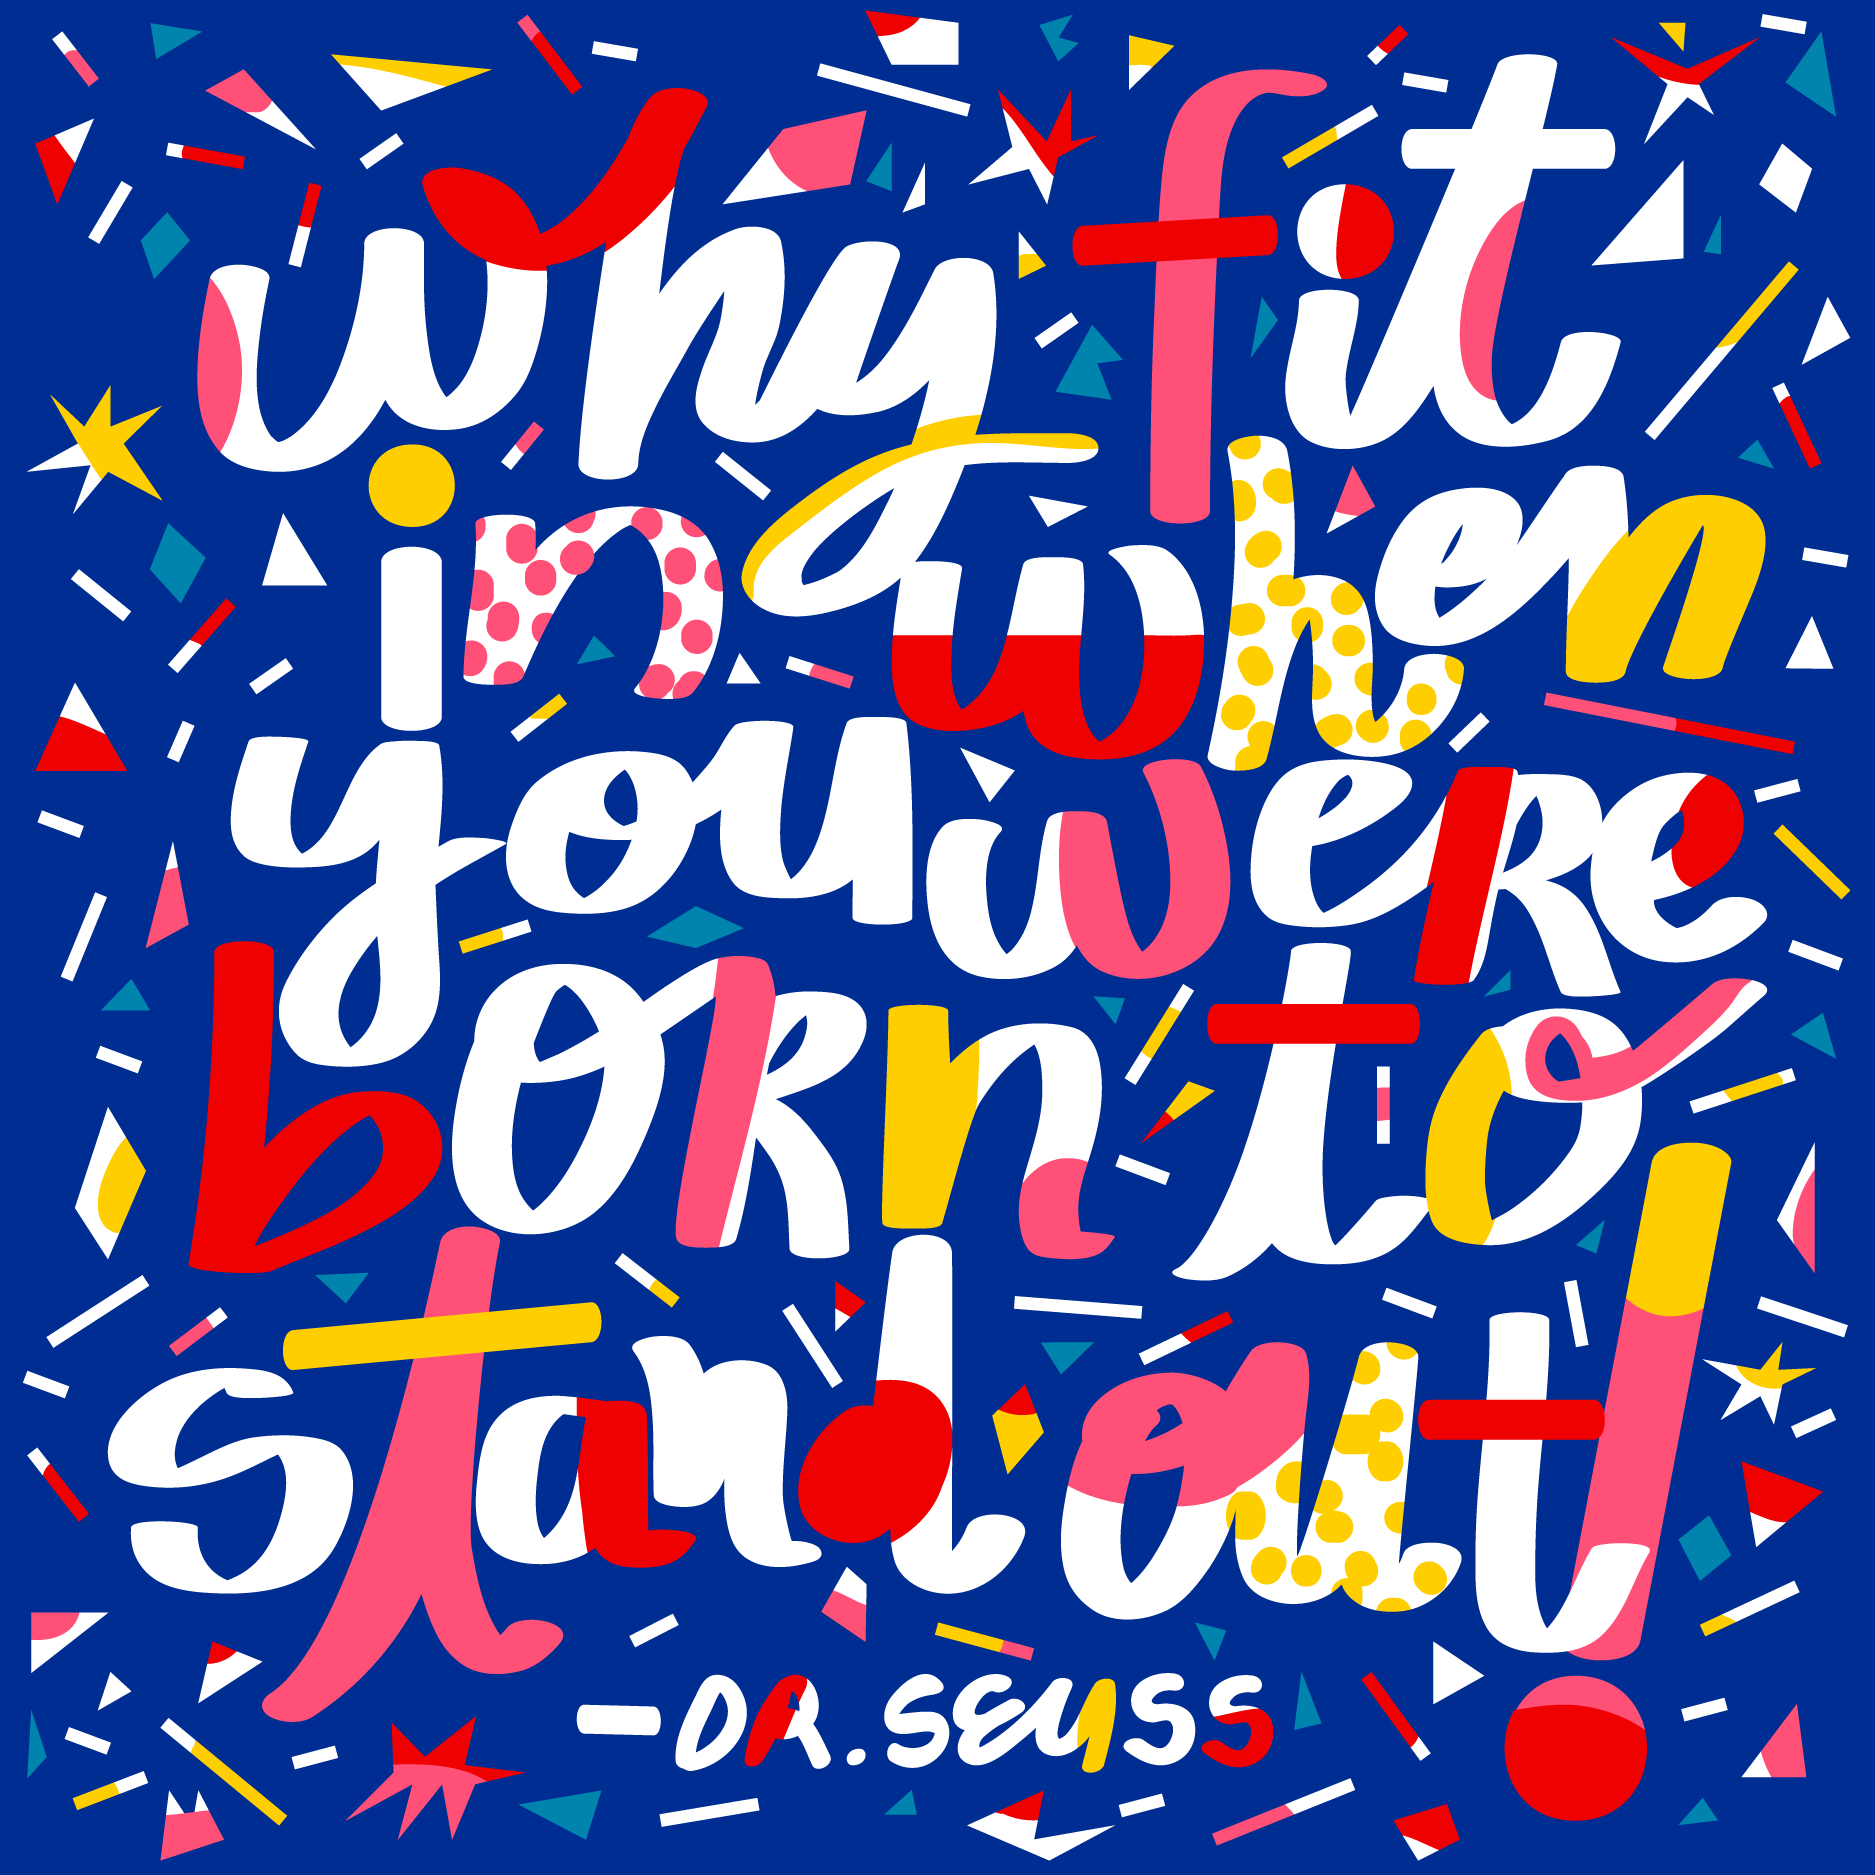 why fit
in when
you weRe
boRn to
stand out!
-DR. SEUSS